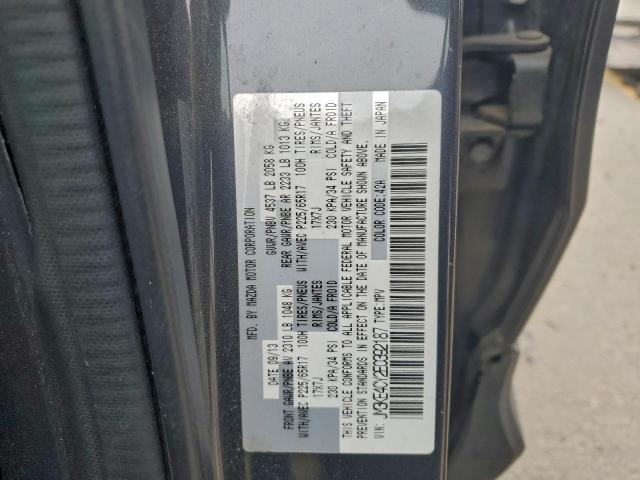 MFD. BY MAZDA MOTOR CORPORATION
DATE 09/13 GVWR/PNBV 4537 LB 2058 KG
FRONT GAWR/PNBE AV 2310 LB 1048 KG REAR GAWR/PNBE AR 2233 LB 1013 KG
WITH/AVEC P225/65R17 100H TIRES/PNEUS WITH/AVEC P225/65R17 100H TIRES/PNEUS
17X7J RIMS/JANTES 17X7J RIMS/JANTES
230 KPA/34 PSI COLD/A FROID 230 KPA/34 PSI COLD/A FROID
THIS VEHICLE CONFORMS TO ALL APPLICABLE FEDERAL MOTOR VEHICLE SAFETY AND THEFT
PREVENTION STANDARDS IN EFFECT ON THE DATE OF MANUFACTURE SHOWN ABOVE.
COLOR CODE:42A MADE IN JAPAN
VIN: JM3KE4CY2EC392187 TYPE:MPV